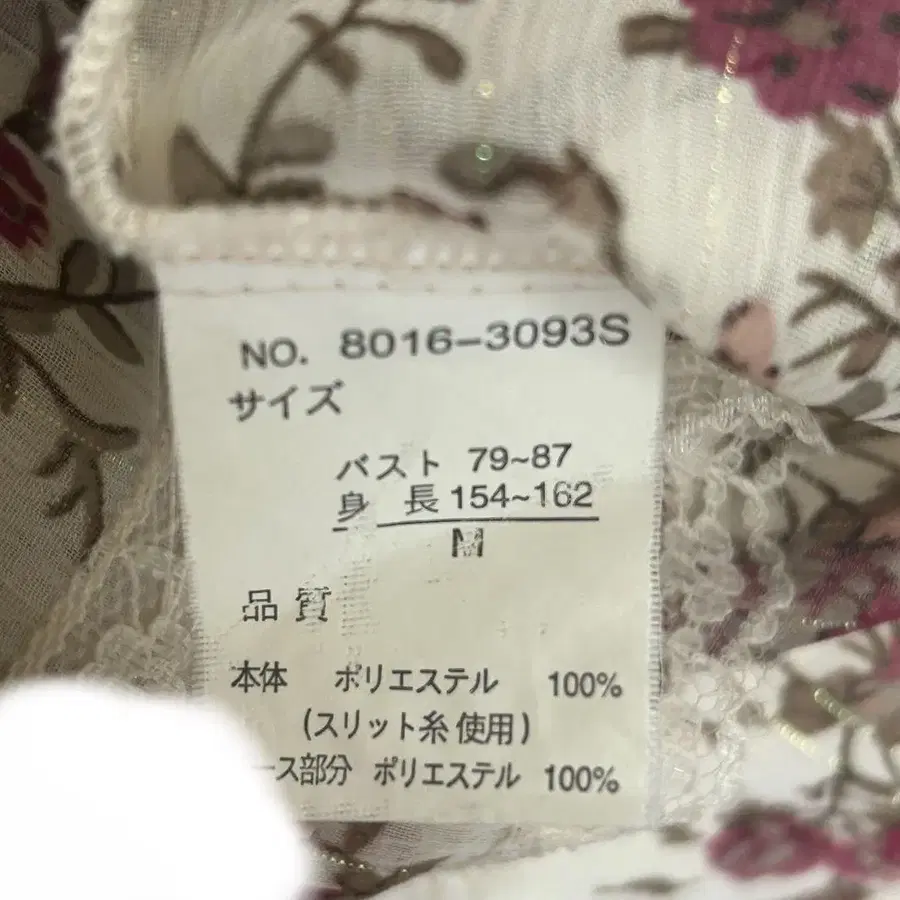 NO. 8016-3093S
サイズ
バスト 79~87
身 長 154~162
M
品質
本体 ポリエステル 100%
(スリット糸使用)
ース部分 ポリエステル 100%